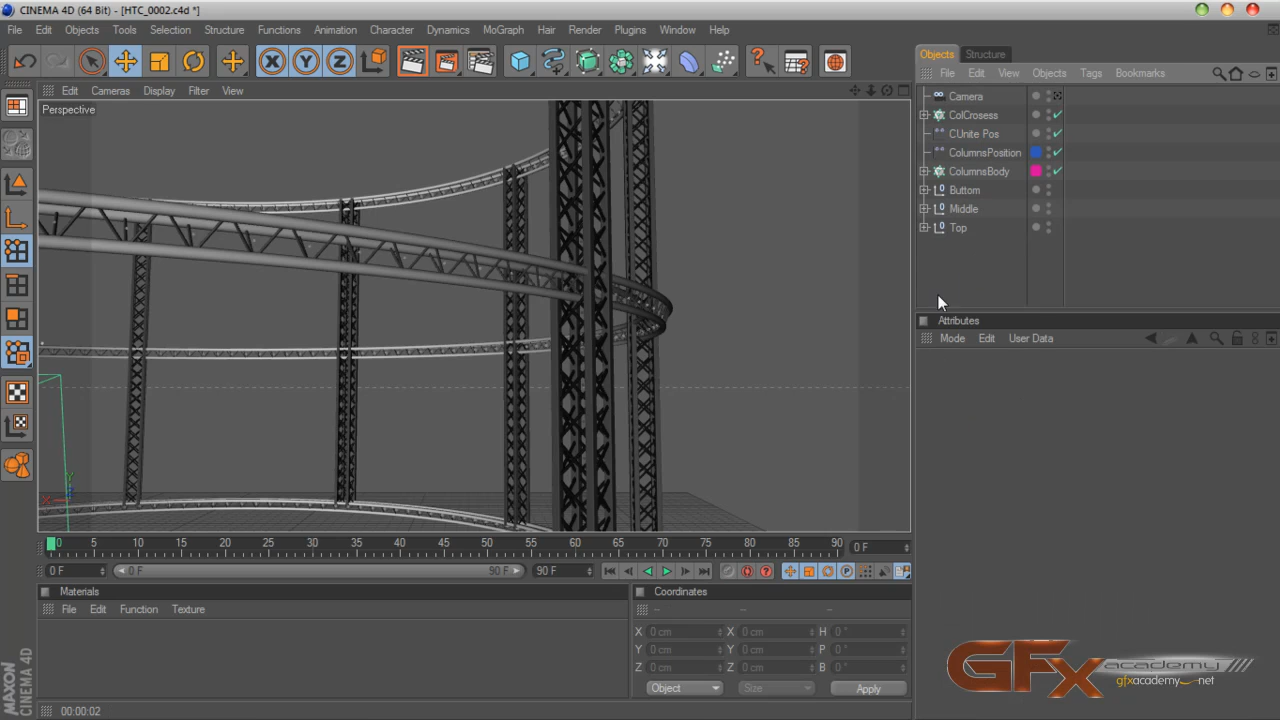 CINEMA 4D (64 Bit) - [HTC_0002.c4d *]
File Edit Objects Tools Selection Structure Functions Animation Character Dynamics MoGraph Hair Render Plugins Window Help
X Y Z
Objects Structure
File Edit View Objects Tags Bookmarks
Edit Cameras Display Filter View
Perspective
Camera
ColCrosess
CUnite Pos
ColumnsPosition
ColumnsBody
Buttom
Middle
Top
Attributes
Mode Edit User Data
Y
X
0 5 10 15 20 25 30 35 40 45 50 55 60 65 70 75 80 85 90
0 F
0 F
0 F 90 F
90 F
Materials
File Edit Function Texture
Coordinates
-- -- --
X 0 cm X 0 cm H 0 °
Y 0 cm Y 0 cm P 0 °
Z 0 cm Z 0 cm B 0 °
Object Size Apply
00:00:02
MAXON
CINEMA 4D
GFx academy
gfxacademy.net